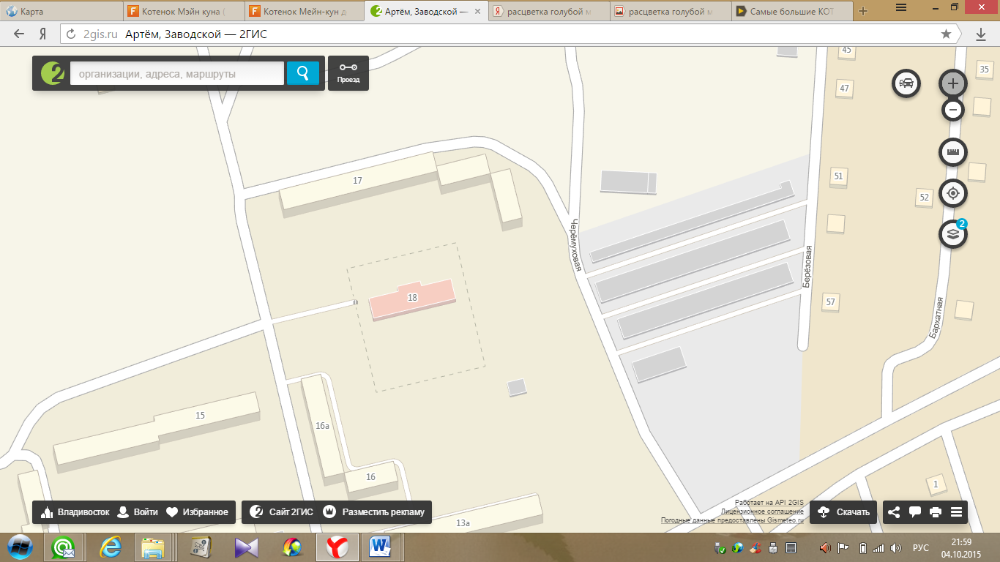 Карта
Котенок Мэйн куна (
Котенок Мейн-кун д
Артём, Заводской —
расцветка голубой м
расцветка голубой м
Самые большие КОТ
Я
2gis.ru Артём, Заводской — 2ГИС
2
организации, адреса, маршруты
Проезд
45
35
47
17
51
52
2
Черёмуховая
Берёзовая
18
57
Бархатная
15
16а
16
1
13а
Владивосток
Войти
Избранное
Сайт 2ГИС
Разместить рекламу
Работает на API 2GIS
Лицензионное соглашение
Погодные данные предоставлены Gismeteo.ru
Скачать
РУС
21:59
04.10.2015